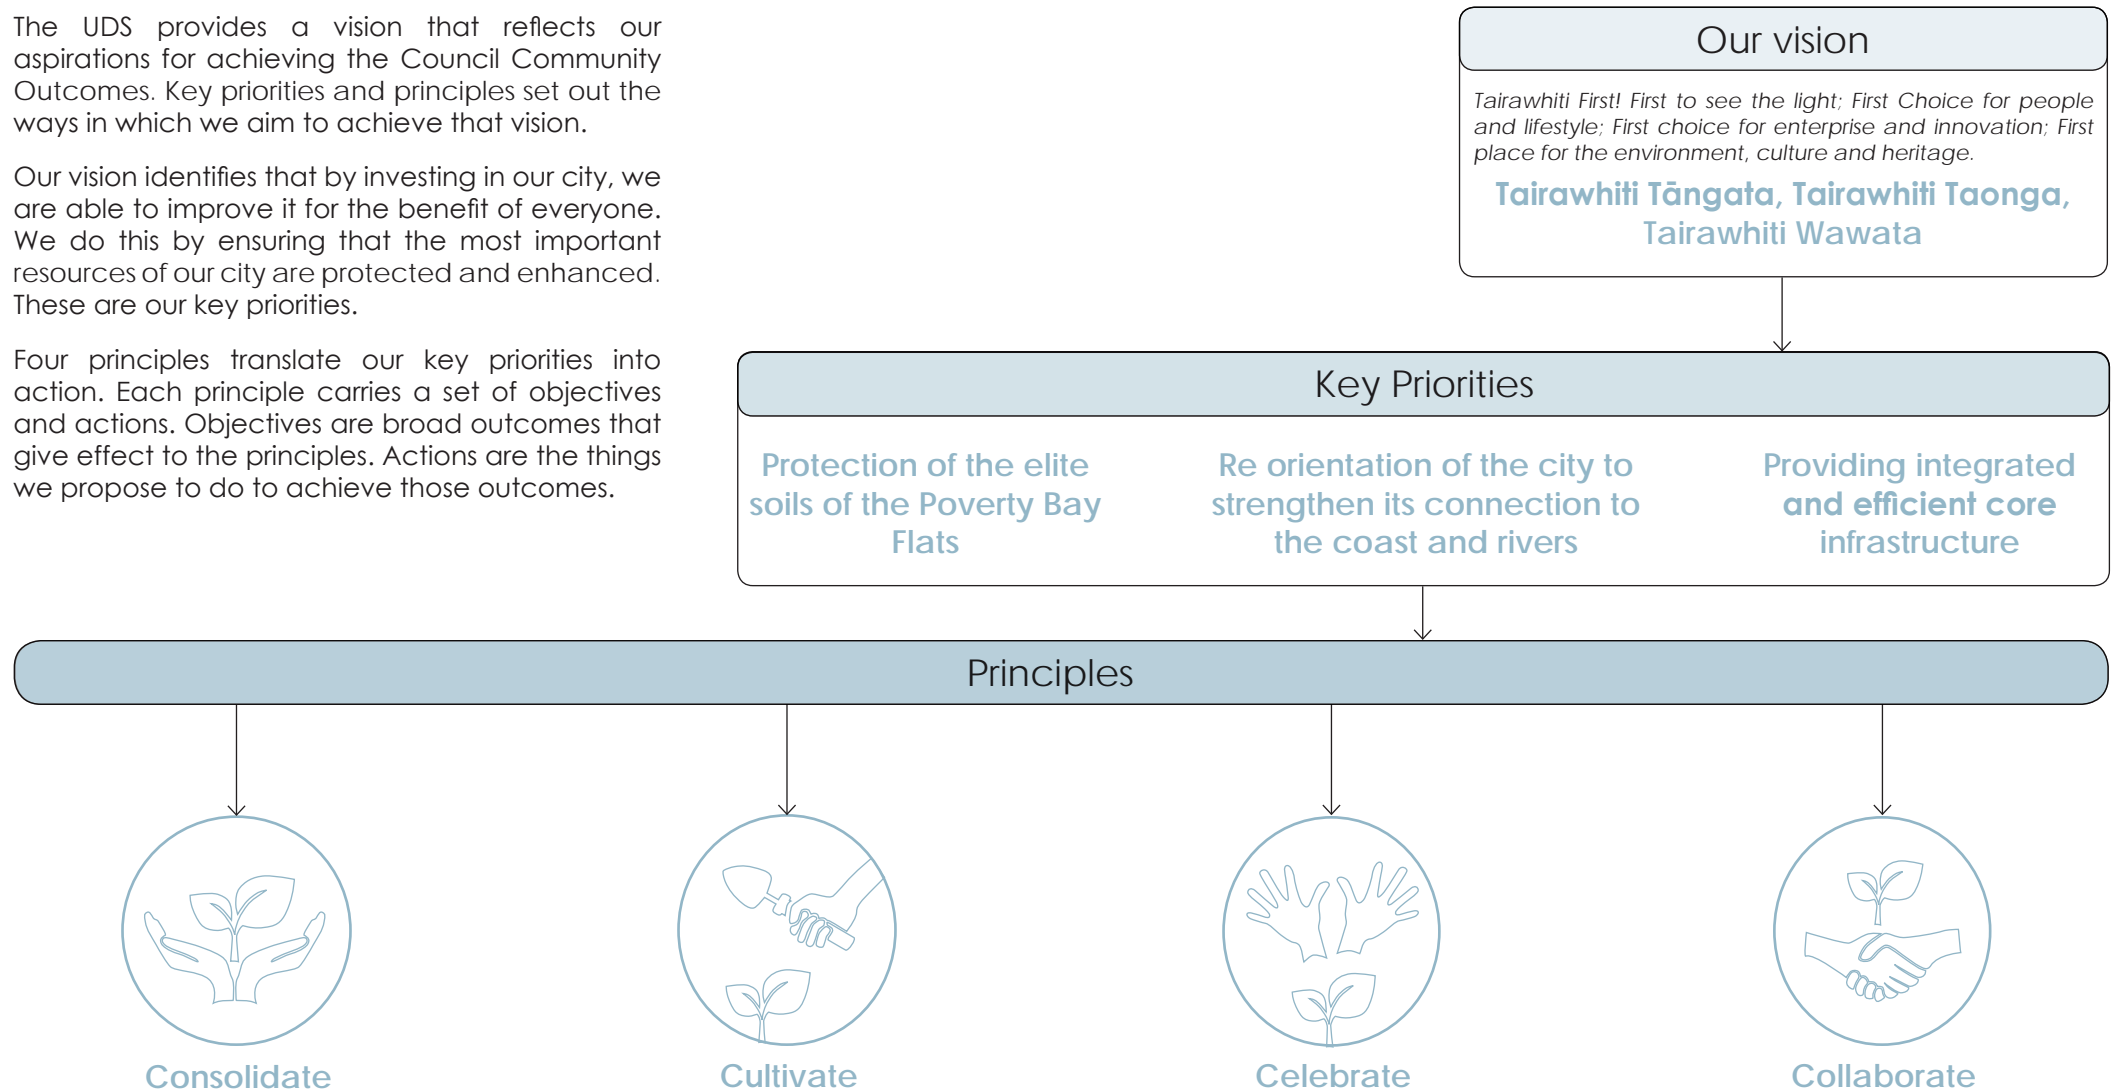 The UDS provides a vision that reflects our
aspirations for achieving the Council Community
Outcomes. Key priorities and principles set out the
ways in which we aim to achieve that vision.
Our vision identifies that by investing in our city, we
are able to improve it for the benefit of everyone.
We do this by ensuring that the most important
resources of our city are protected and enhanced.
These are our key priorities.
Four principles translate our key priorities into
action. Each principle carries a set of objectives
and actions. Objectives are broad outcomes that
give effect to the principles. Actions are the things
we propose to do to achieve those outcomes.
Our vision
Tairawhiti First! First to see the light; First Choice for people
and lifestyle; First choice for enterprise and innovation; First
place for the environment, culture and heritage.
Tairawhiti Tāngata, Tairawhiti Taonga,
Tairawhiti Wawata
Key Priorities
Protection of the elite
soils of the Poverty Bay
Flats
Re orientation of the city to
strengthen its connection to
the coast and rivers
Providing integrated
and efficient core
infrastructure
Principles
Consolidate
Cultivate
Celebrate
Collaborate